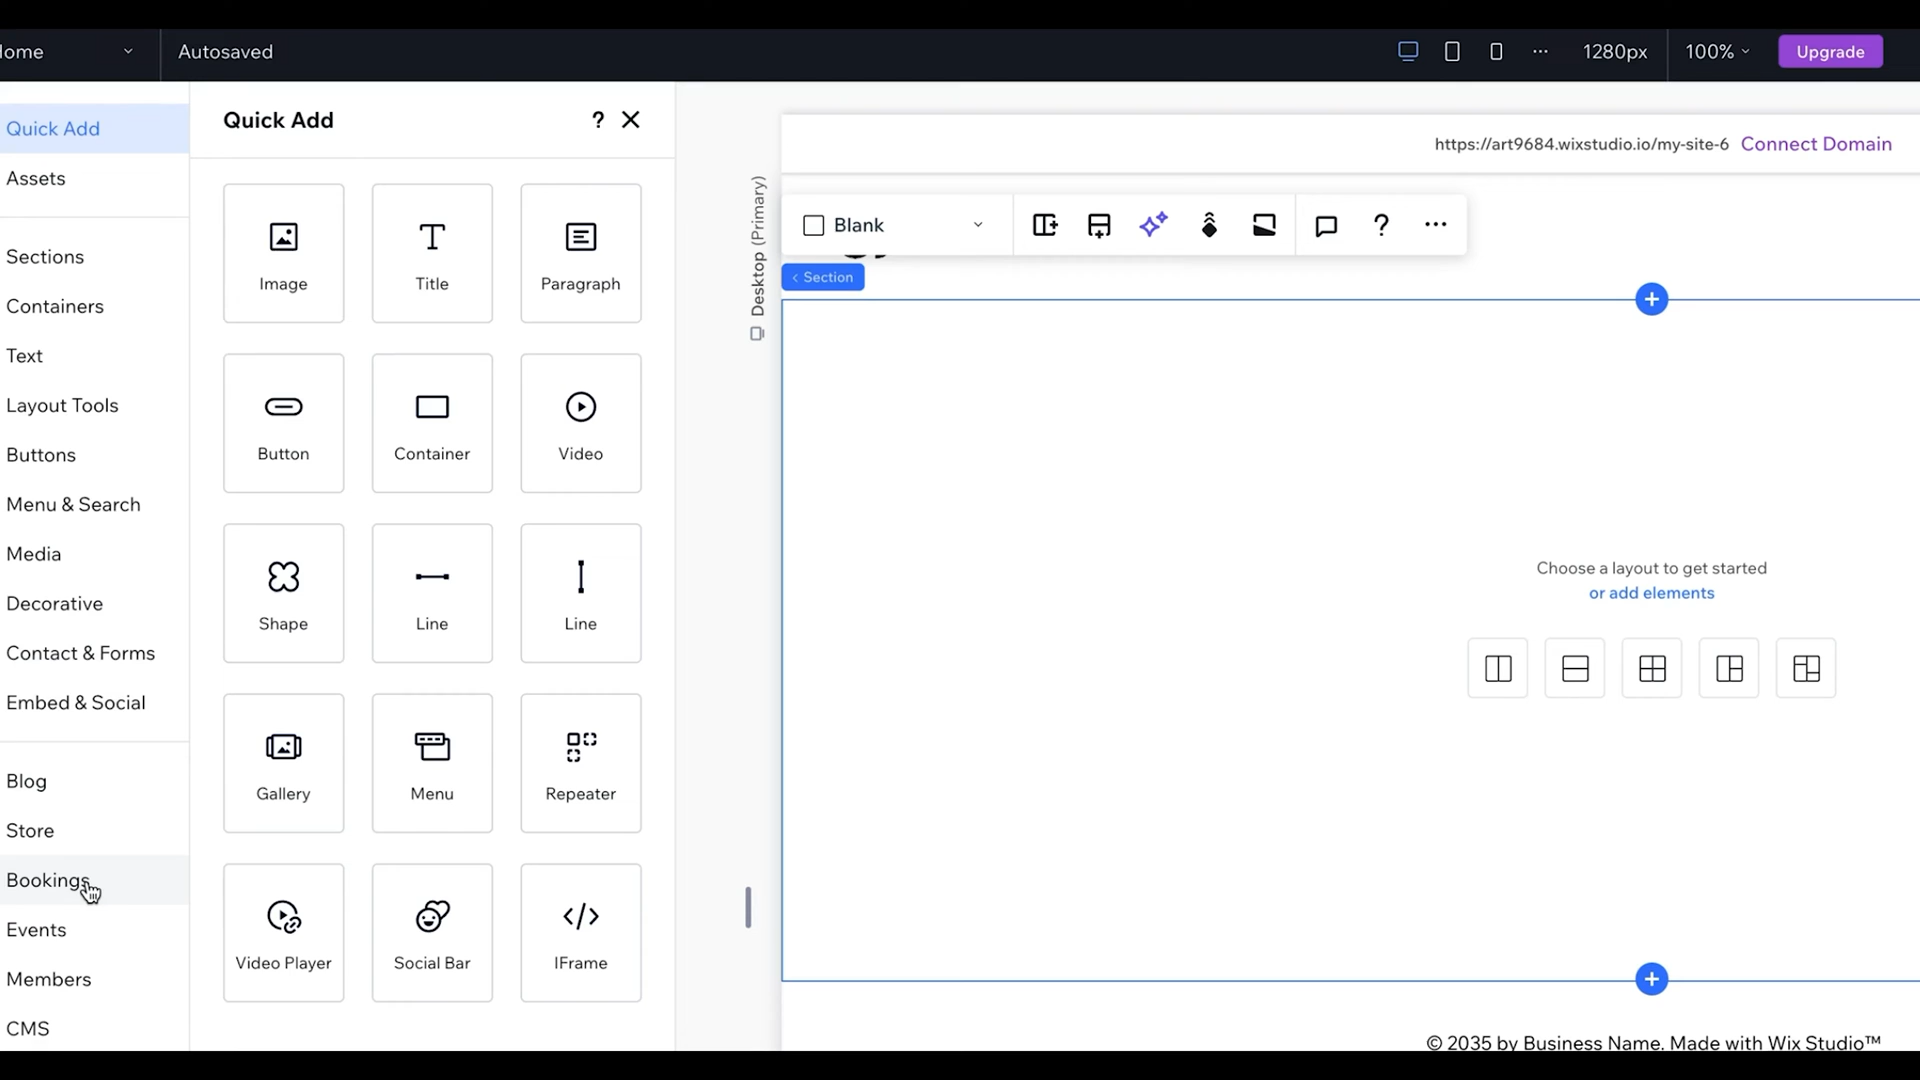 Autosaved
1280px
100%
Upgrade
Quick Add
Assets
Sections
Containers
Text
Layout Tools
Buttons
Menu & Search
Media
Decorative
Contact & Forms
Embed & Social
Blog
Store
Bookings
Events
Members
CMS
Quick Add
?
Image
Title
Paragraph
Button
Container
Video
Shape
Line
Line
Gallery
Menu
Repeater
Video Player
Social Bar
IFrame
Desktop (Primary)
https://art9684.wixstudio.io/my-site-6 Connect Domain
Blank
?
< Section
Choose a layout to get started
or add elements
© 2035 by Business Name. Made with Wix Studio™